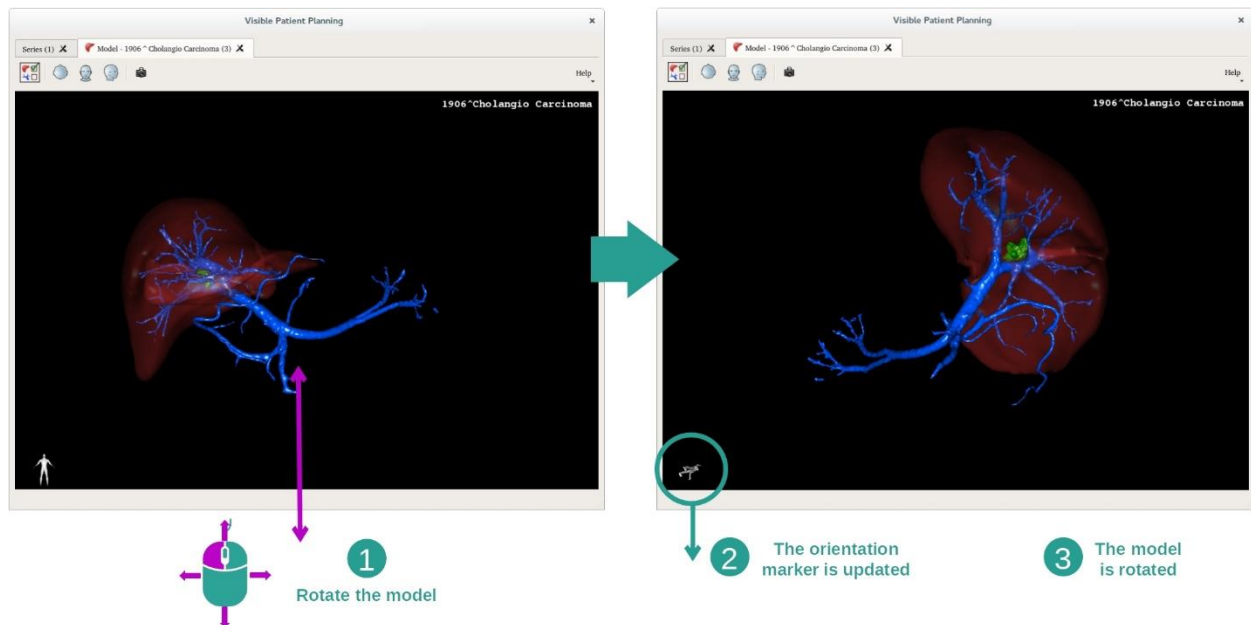 Visible Patient Planning
×
Series (1) ✗ Model - 1906 ^ Cholangio Carcinoma (3) ✗
Help
1906^Cholangio Carcinoma
Visible Patient Planning
×
Series (1) ✗ Model - 1906 ^ Cholangio Carcinoma (3) ✗
Help
1906^Cholangio Carcinoma
1
Rotate the model
2
The orientation
marker is updated
3
The model
is rotated